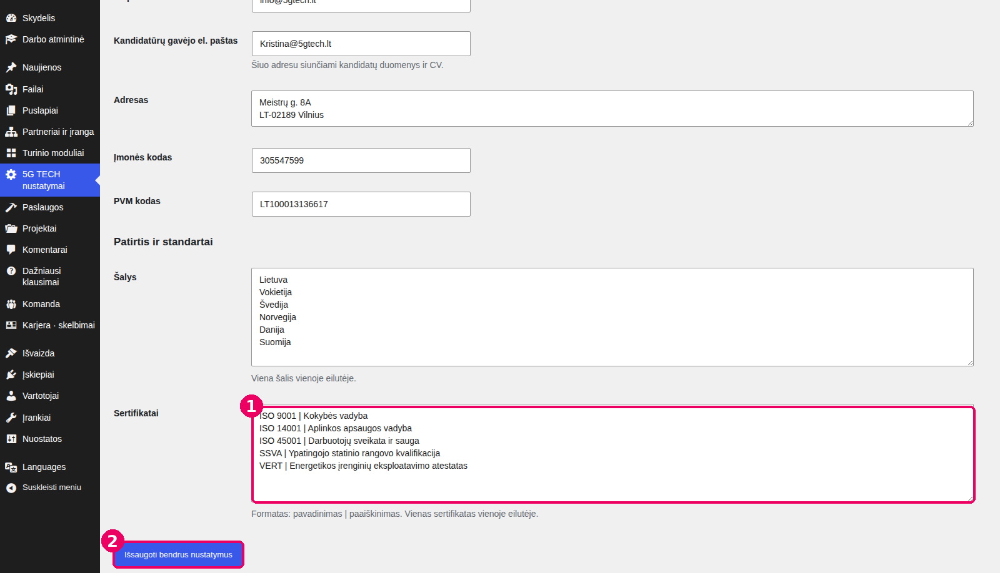 Skydelis
Darbo atmintinė
Naujienos
Failai
Puslapiai
Partneriai ir įranga
Turinio moduliai
5G TECH
nustatymai
Paslaugos
Projektai
Komentarai
Dažniausi
klausimai
Komanda
Karjera · skelbimai
Išvaizda
Įskiepiai
Vartotojai
Įrankiai
Nuostatos
Languages
Suskleisti meniu
info@5gtech.lt
Kandidatūrų gavėjo el. paštas
Kristina@5gtech.lt
Šiuo adresu siunčiami kandidatų duomenys ir CV.
Adresas
Meistrų g. 8A
LT-02189 Vilnius
Įmonės kodas
305547599
PVM kodas
LT100013136617
Patirtis ir standartai
Šalys
Lietuva
Vokietija
Švedija
Norvegija
Danija
Suomija
Viena šalis vienoje eilutėje.
Sertifikatai
1
ISO 9001 | Kokybės vadyba
ISO 14001 | Aplinkos apsaugos vadyba
ISO 45001 | Darbuotojų sveikata ir sauga
SSVA | Ypatingojo statinio rangovo kvalifikacija
VERT | Energetikos įrenginių eksploatavimo atestatas
Formatas: pavadinimas | paaiškinimas. Vienas sertifikatas vienoje eilutėje.
2
Išsaugoti bendrus nustatymus